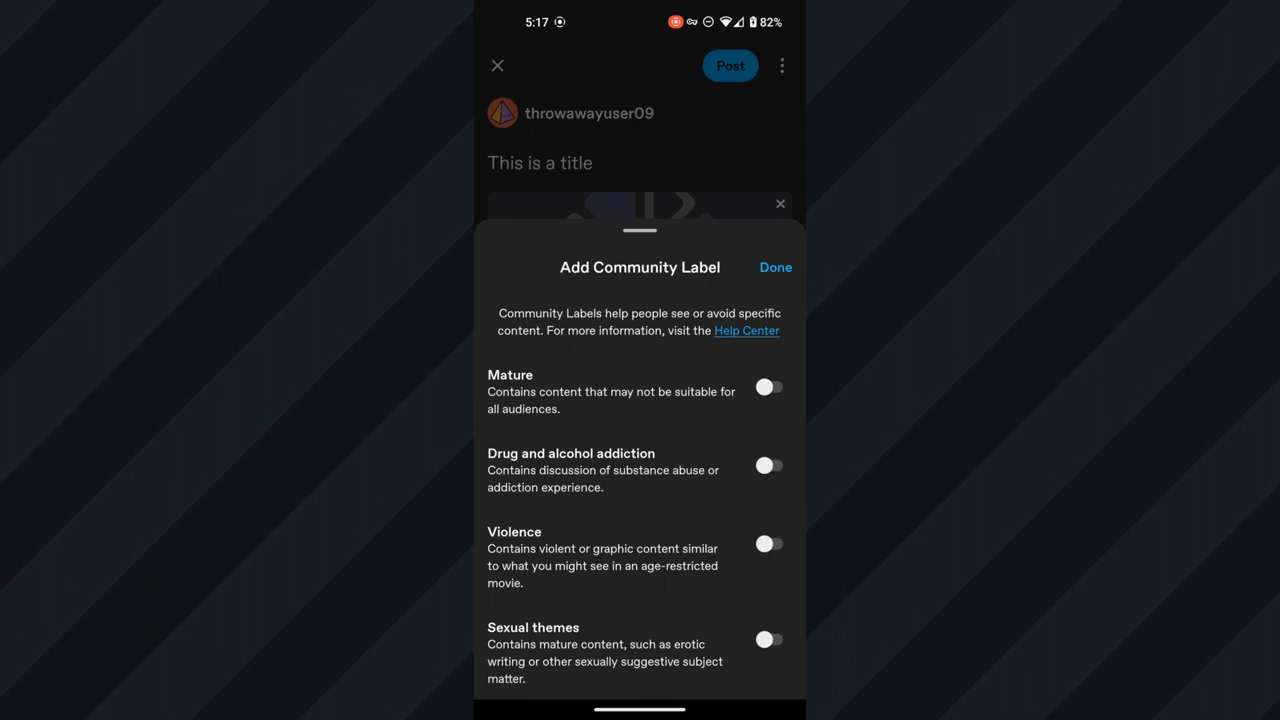 5:17
82%
Post
throwawayuser09
This is a title
Add Community Label
Done
Community Labels help people see or avoid specific
content. For more information, visit the Help Center
Mature
Contains content that may not be suitable for
all audiences.
Drug and alcohol addiction
Contains discussion of substance abuse or
addiction experience.
Violence
Contains violent or graphic content similar
to what you might see in an age-restricted
movie.
Sexual themes
Contains mature content, such as erotic
writing or other sexually suggestive subject
matter.